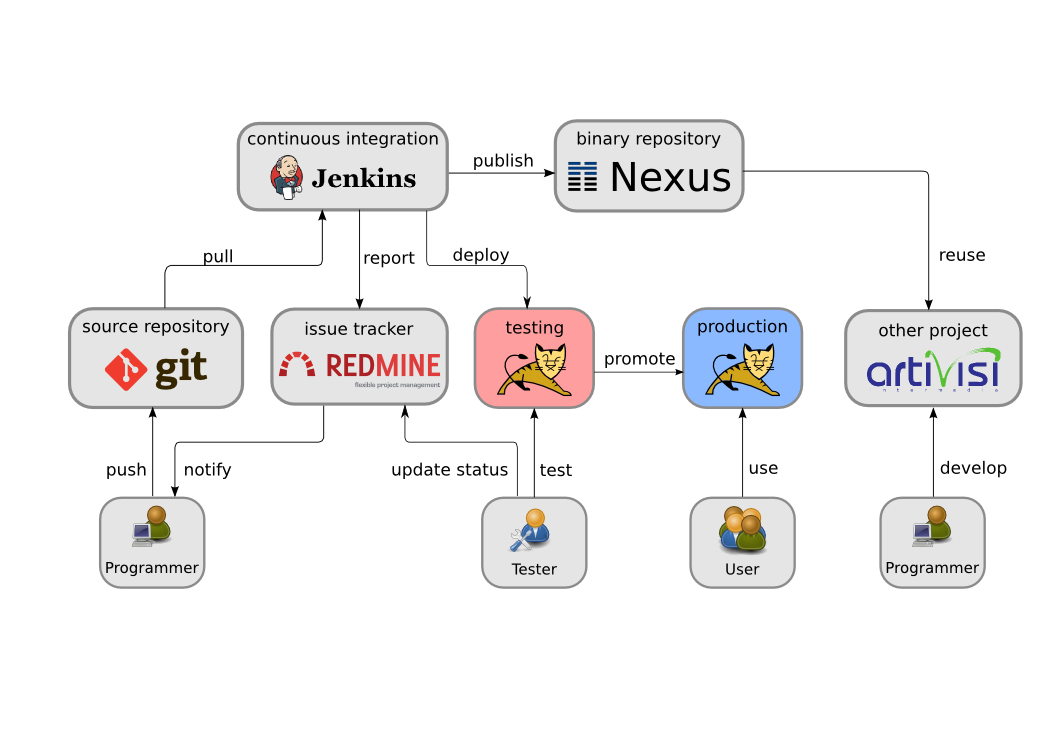 continuous integration
Jenkins
publish
binary repository
Nexus
pull
report
deploy
reuse
source repository
git
issue tracker
REDMINE
flexible project management
testing
promote
production
other project
artivisi
intermedia
push
notify
update status
test
use
develop
Programmer
Tester
User
Programmer